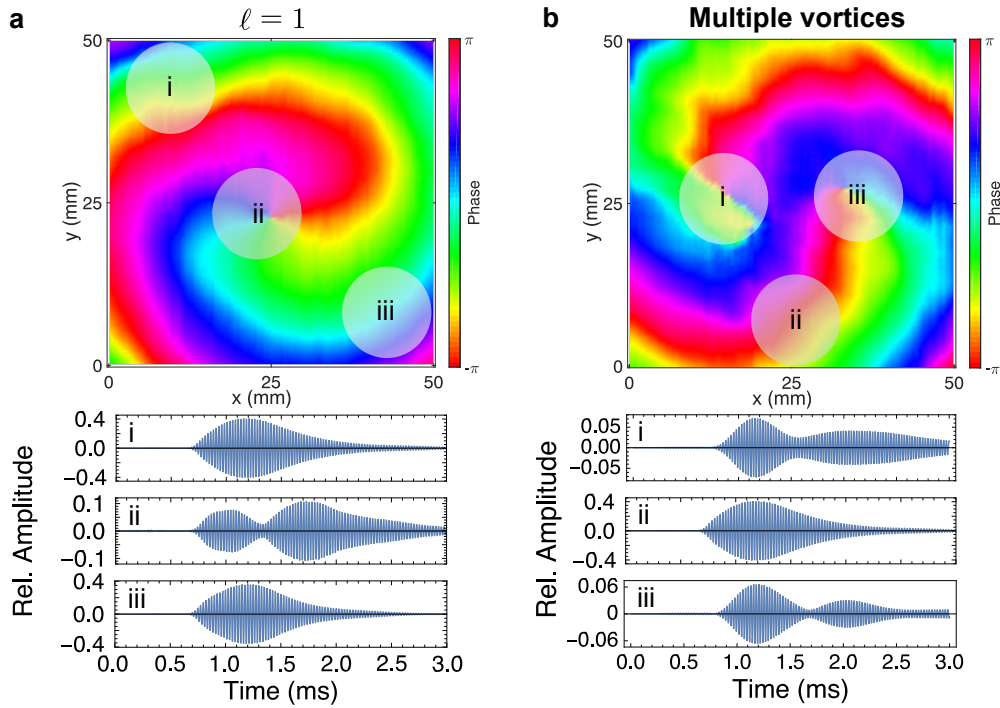 a
ℓ = 1
50
25
0
y (mm)
i
ii
iii
0
25
50
x (mm)
π
Phase
-π
b
Multiple vortices
50
25
0
y (mm)
i
iii
ii
0
25
50
x (mm)
π
Phase
-π
Rel. Amplitude
0.4
0.0
−0.4
i
0.1
0.0
−0.1
ii
0.4
0.0
−0.4
iii
0.0 0.5 1.0 1.5 2.0 2.5 3.0
Time (ms)
Rel. Amplitude
0.05
0.0
−0.05
i
0.4
0.0
−0.4
ii
0.06
0
−0.06
iii
0.0 0.5 1.0 1.5 2.0 2.5 3.0
Time (ms)